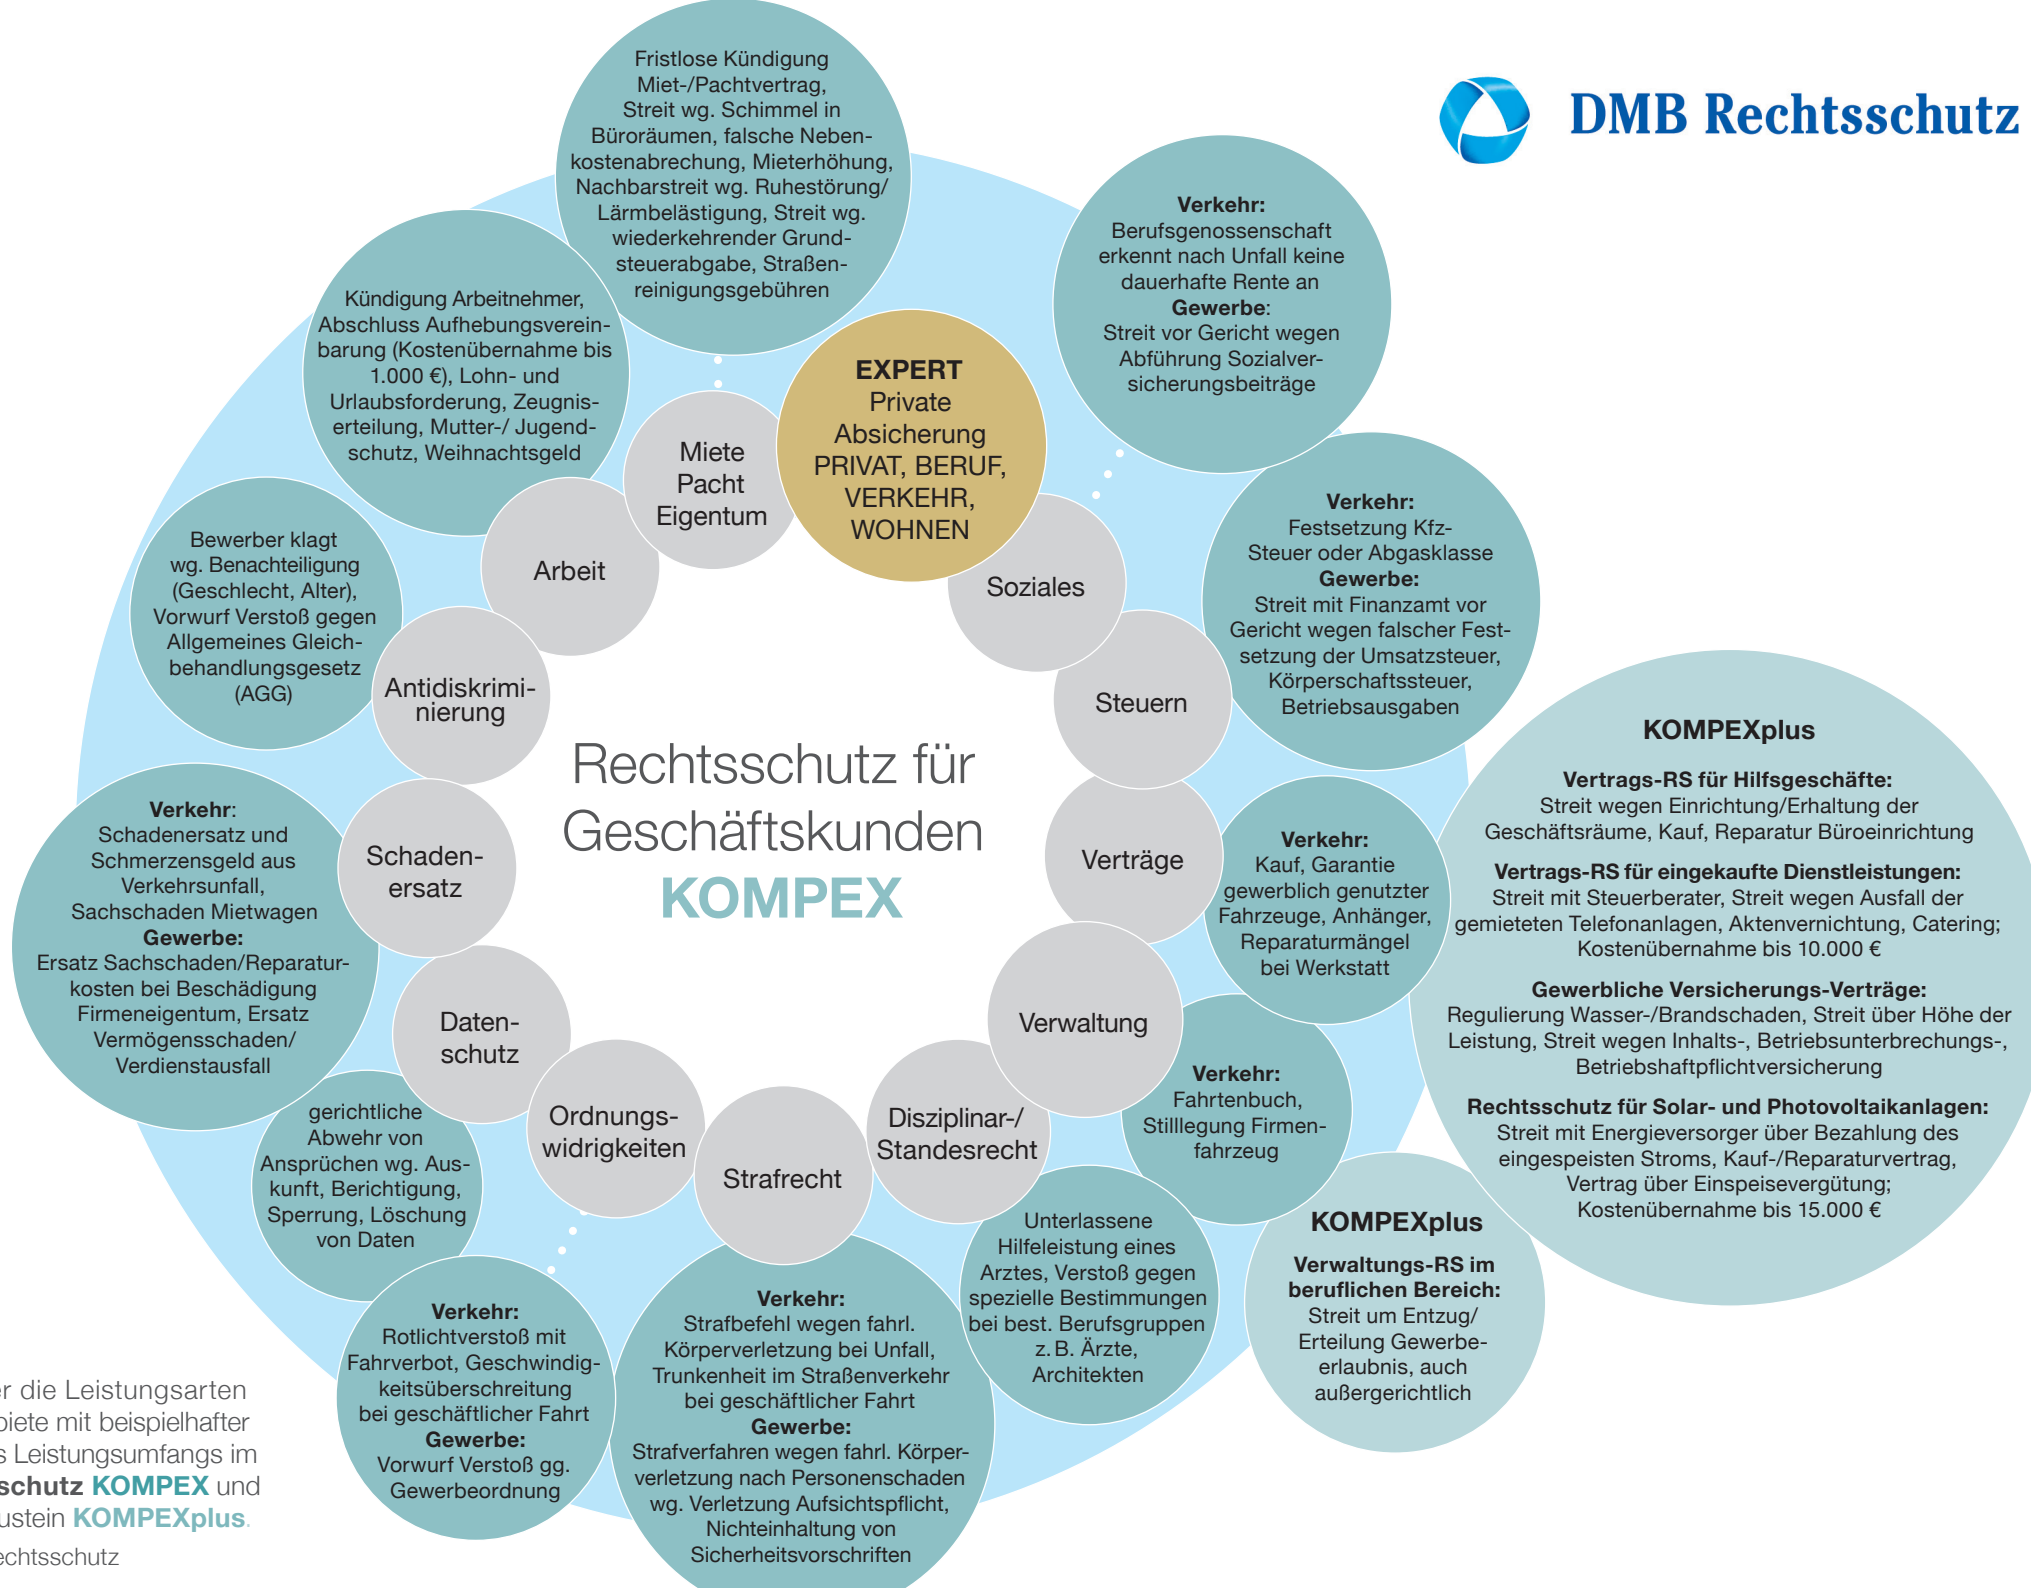 DMB Rechtsschutz
Fristlose Kündigung
Miet-/Pachtvertrag,
Streit wg. Schimmel in
Büroräumen, falsche Neben-
kostenabrechung, Mieterhöhung,
Nachbarstreit wg. Ruhestörung/
Lärmbelästigung, Streit wg.
wiederkehrender Grund-
steuerabgabe, Straßen-
reinigungsgebühren
Miete
Pacht
Eigentum
EXPERT
Private
Absicherung
PRIVAT, BERUF,
VERKEHR,
WOHNEN
Verkehr:
Berufsgenossenschaft
erkennt nach Unfall keine
dauerhafte Rente an
Gewerbe:
Streit vor Gericht wegen
Abführung Sozialver-
sicherungsbeiträge
Soziales
Verkehr:
Festsetzung Kfz-
Steuer oder Abgasklasse
Gewerbe:
Streit mit Finanzamt vor
Gericht wegen falscher Fest-
setzung der Umsatzsteuer,
Körperschaftssteuer,
Betriebsausgaben
Steuern
Verträge
Verkehr:
Kauf, Garantie
gewerblich genutzter
Fahrzeuge, Anhänger,
Reparaturmängel
bei Werkstatt
KOMPEXplus
Vertrags-RS für Hilfsgeschäfte:
Streit wegen Einrichtung/Erhaltung der
Geschäftsräume, Kauf, Reparatur Büroeinrichtung
Vertrags-RS für eingekaufte Dienstleistungen:
Streit mit Steuerberater, Streit wegen Ausfall der
gemieteten Telefonanlagen, Aktenvernichtung, Catering;
Kostenübernahme bis 10.000 €
Gewerbliche Versicherungs-Verträge:
Regulierung Wasser-/Brandschaden, Streit über Höhe der
Leistung, Streit wegen Inhalts-, Betriebsunterbrechungs-,
Betriebshaftpflichtversicherung
Rechtsschutz für Solar- und Photovoltaikanlagen:
Streit mit Energieversorger über Bezahlung des
eingespeisten Stroms, Kauf-/Reparaturvertrag,
Vertrag über Einspeisevergütung;
Kostenübernahme bis 15.000 €
Verwaltung
Verkehr:
Fahrtenbuch,
Stilllegung Firmen-
fahrzeug
KOMPEXplus
Verwaltungs-RS im
beruflichen Bereich:
Streit um Entzug/
Erteilung Gewerbe-
erlaubnis, auch
außergerichtlich
Disziplinar-/
Standesrecht
Unterlassene
Hilfeleistung eines
Arztes, Verstoß gegen
spezielle Bestimmungen
bei best. Berufsgruppen
z. B. Ärzte,
Architekten
Strafrecht
Verkehr:
Strafbefehl wegen fahrl.
Körperverletzung bei Unfall,
Trunkenheit im Straßenverkehr
bei geschäftlicher Fahrt
Gewerbe:
Strafverfahren wegen fahrl. Körper-
verletzung nach Personenschaden
wg. Verletzung Aufsichtspflicht,
Nichteinhaltung von
Sicherheitsvorschriften
Ordnungs-
widrigkeiten
Verkehr:
Rotlichtverstoß mit
Fahrverbot, Geschwindig-
keitsüberschreitung
bei geschäftlicher Fahrt
Gewerbe:
Vorwurf Verstoß gg.
Gewerbeordnung
Daten-
schutz
gerichtliche
Abwehr von
Ansprüchen wg. Aus-
kunft, Berichtigung,
Sperrung, Löschung
von Daten
Schaden-
ersatz
Verkehr:
Schadenersatz und
Schmerzensgeld aus
Verkehrsunfall,
Sachschaden Mietwagen
Gewerbe:
Ersatz Sachschaden/Reparatur-
kosten bei Beschädigung
Firmeneigentum, Ersatz
Vermögensschaden/
Verdienstausfall
Antidiskrimi-
nierung
Bewerber klagt
wg. Benachteiligung
(Geschlecht, Alter),
Vorwurf Verstoß gegen
Allgemeines Gleich-
behandlungsgesetz
(AGG)
Arbeit
Kündigung Arbeitnehmer,
Abschluss Aufhebungsverein-
barung (Kostenübernahme bis
1.000 €), Lohn- und
Urlaubsforderung, Zeugnis-
erteilung, Mutter-/ Jugend-
schutz, Weihnachtsgeld
Rechtsschutz für
Geschäftskunden
KOMPEX
die Leistungsarten
mit beispielhafter
Leistungsumfangs im
schutz KOMPEX und
KOMPEXplus.